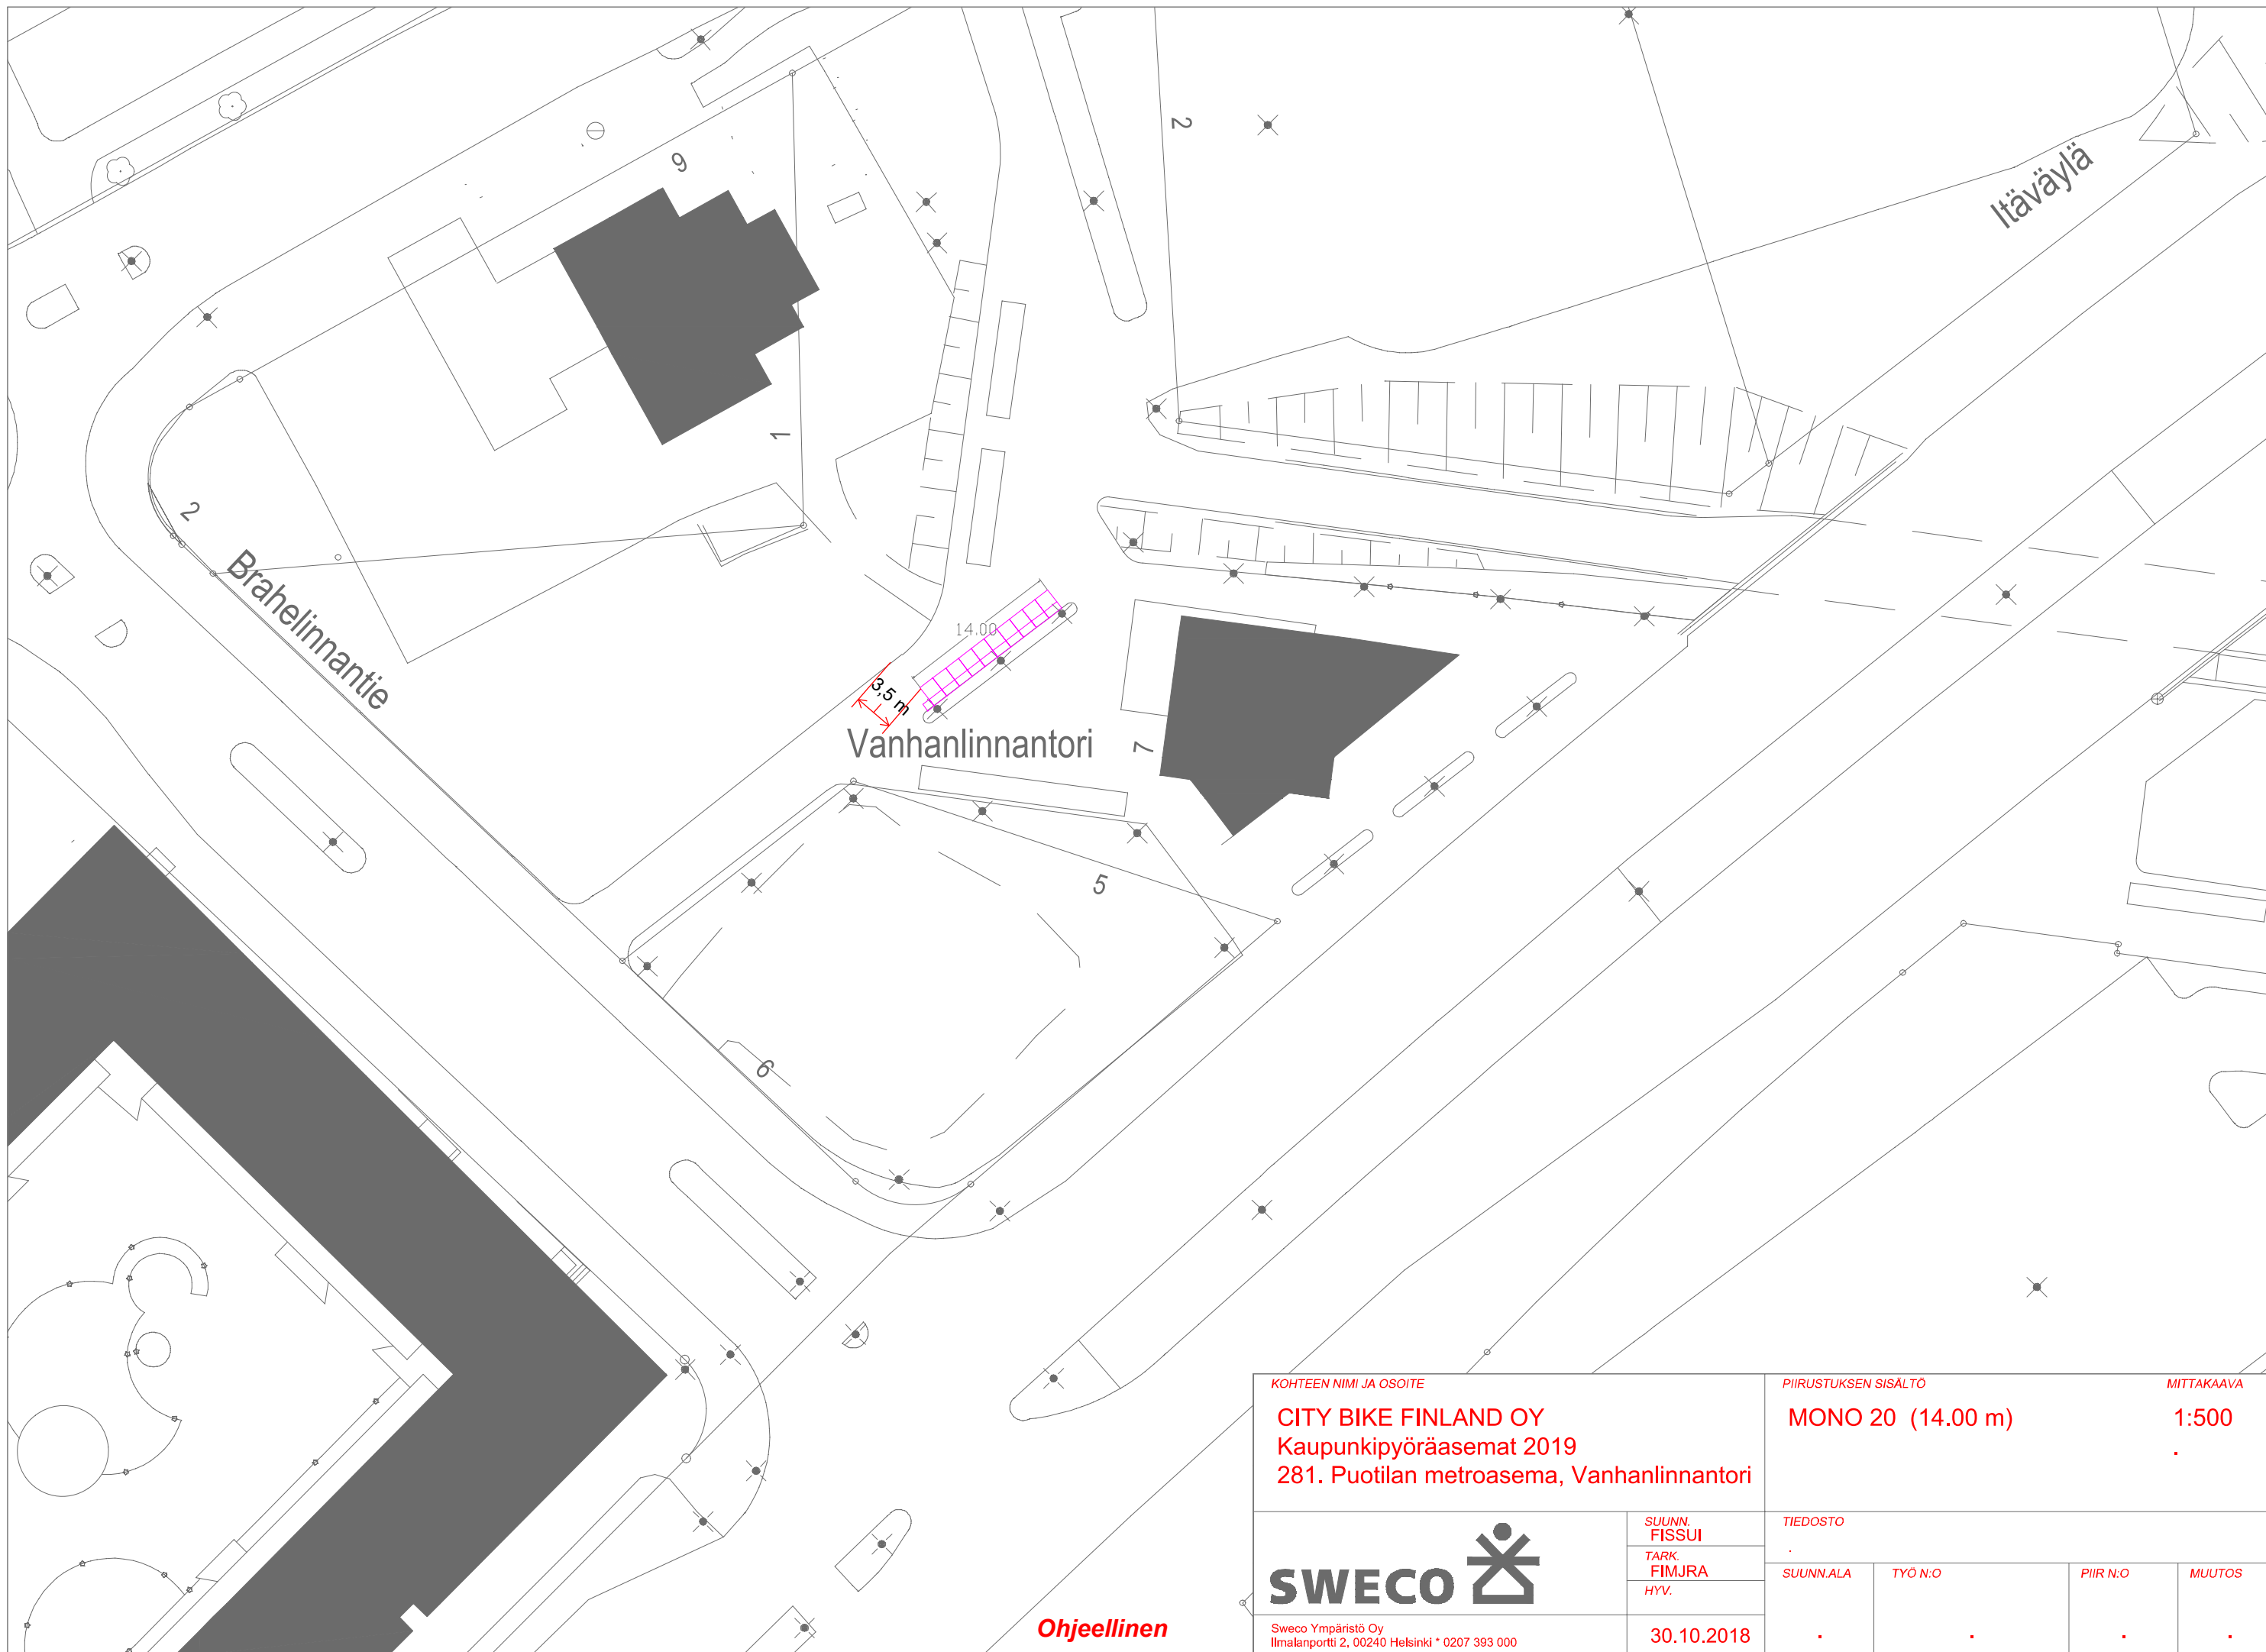 9
2
Itäväylä
1
2
Brahelinnantie
14.00
3,5 m
Vanhanlinnantori
7
5
6
KOHTEEN NIMI JA OSOITE
CITY BIKE FINLAND OY
Kaupunkipyöräasemat 2019
281. Puotilan metroasema, Vanhanlinnantori
PIIRUSTUKSEN SISÄLTÖ
MITTAKAAVA
MONO 20 (14.00 m)
1:500
.
SWECO
SUUNN.
FISSUI
TARK.
FIMJRA
HYV.
TIEDOSTO
.
SUUNN.ALA
TYÖ N:O
PIIR N:O
MUUTOS
Ohjeellinen
Sweco Ympäristö Oy
Ilmalanportti 2, 00240 Helsinki * 0207 393 000
30.10.2018
. . . .